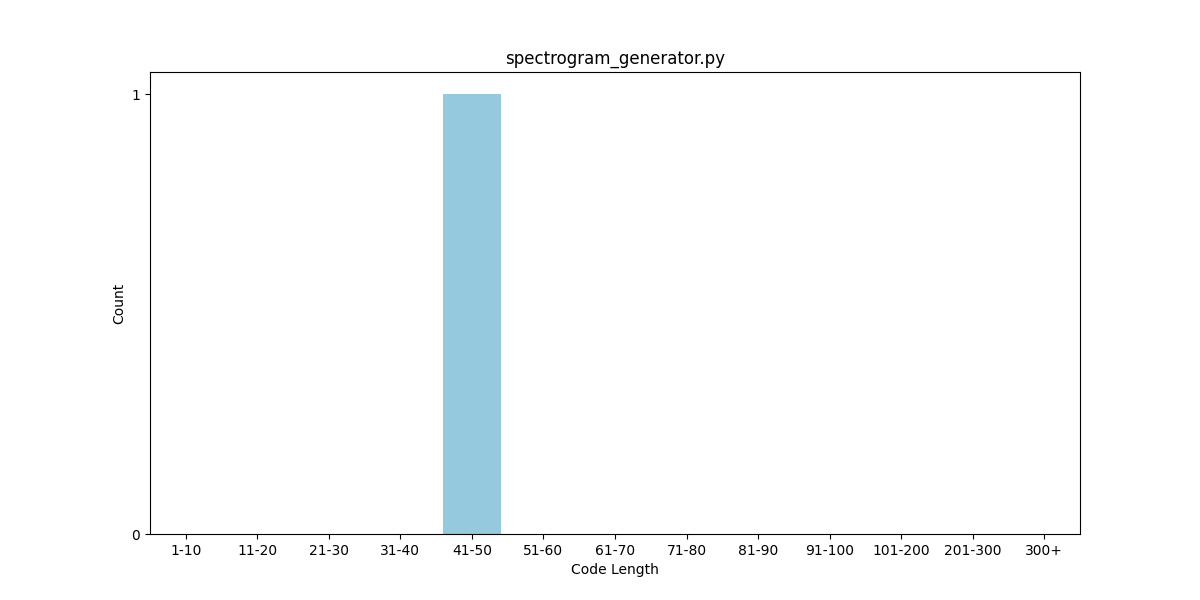 spectrogram_generator.py
1
0
Count
1-10 11-20 21-30 31-40 41-50 51-60 61-70 71-80 81-90 91-100 101-200 201-300 300+
Code Length